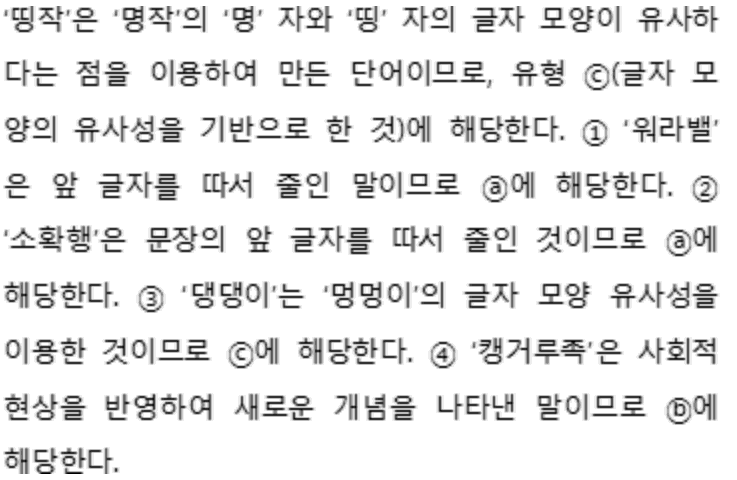 ‘띵작’은 ‘명작’의 ‘명’ 자와 ‘띵’ 자의 글자 모양이 유사하
다는 점을 이용하여 만든 단어이므로, 유형 ⓒ(글자 모
양의 유사성을 기반으로 한 것)에 해당한다. ① ‘워라밸’
은 앞 글자를 따서 줄인 말이므로 ⓐ에 해당한다. ②
‘소확행’은 문장의 앞 글자를 따서 줄인 것이므로 ⓐ에
해당한다. ③ ‘댕댕이’는 ‘멍멍이’의 글자 모양 유사성을
이용한 것이므로 ⓒ에 해당한다. ④ ‘캥거루족’은 사회적
현상을 반영하여 새로운 개념을 나타낸 말이므로 ⓑ에
해당한다.